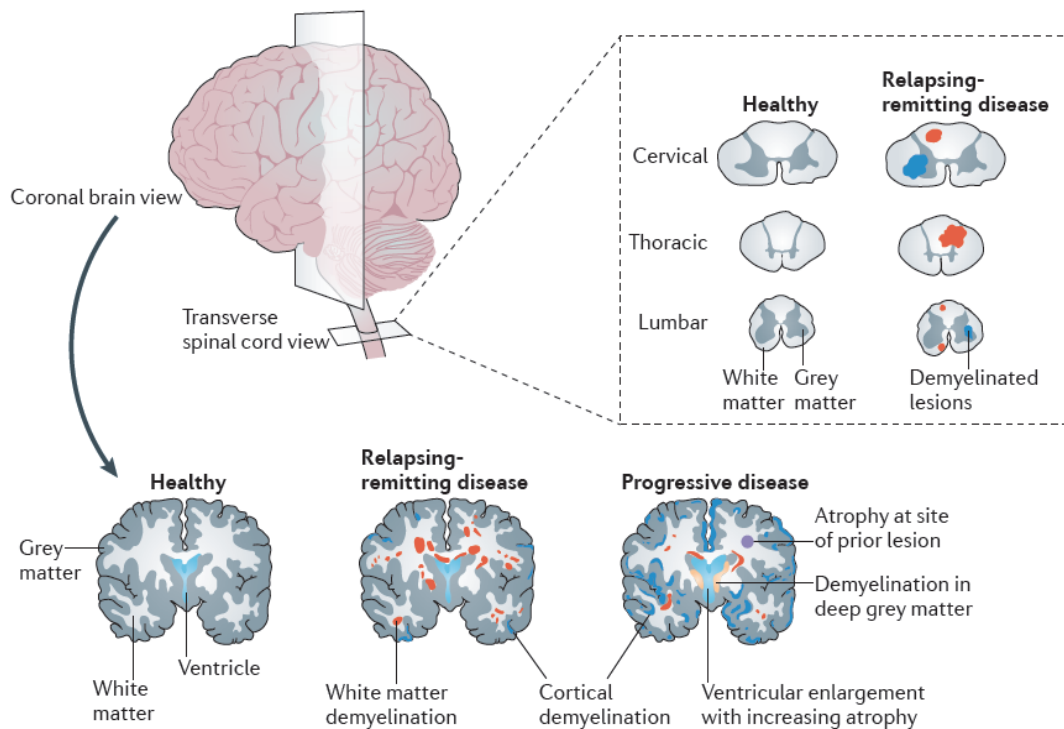 Healthy
Relapsing-
remitting disease
Cervical
Coronal brain view
Thoracic
Transverse
spinal cord view
Lumbar
White
matter
Grey
matter
Demyelinated
lesions
Healthy
Relapsing-
remitting disease
Progressive disease
Grey
matter
Atrophy at site
of prior lesion
Demyelination in
deep grey matter
Ventricle
White
matter
White matter
demyelination
Cortical
demyelination
Ventricular enlargement
with increasing atrophy